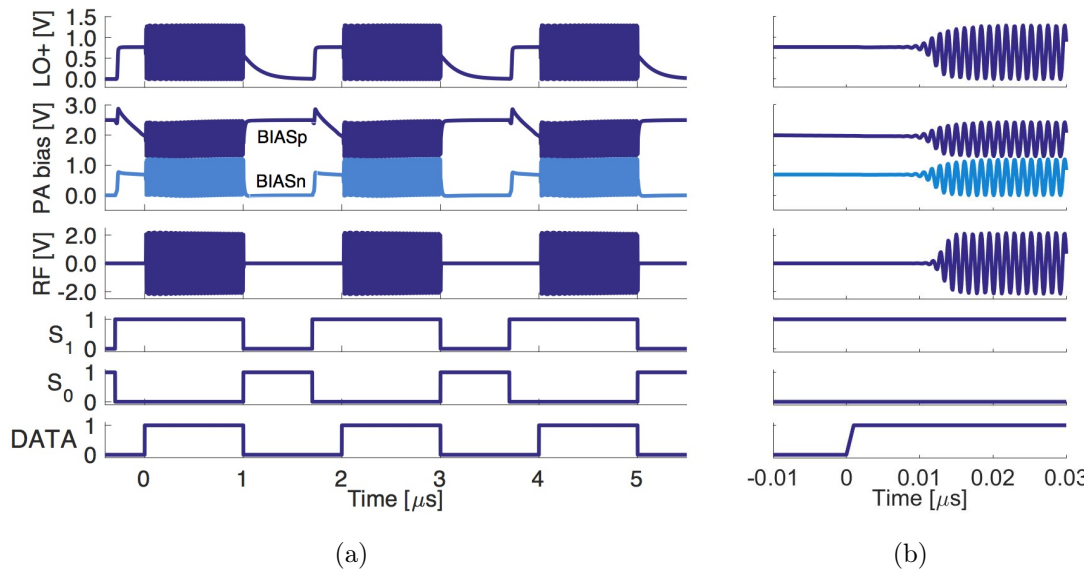 LO+ [V]
1.5
1.0
0.5
0.0
PA bias [V]
3.0
2.0
1.0
0.0
BIASp
BIASn
RF [V]
2.0
0.0
-2.0
S1
1
0
S0
1
0
DATA
1
0
0 1 2 3 4 5
Time [μs]
-0.01 0 0.01 0.02 0.03
Time [μs]
(a) (b)